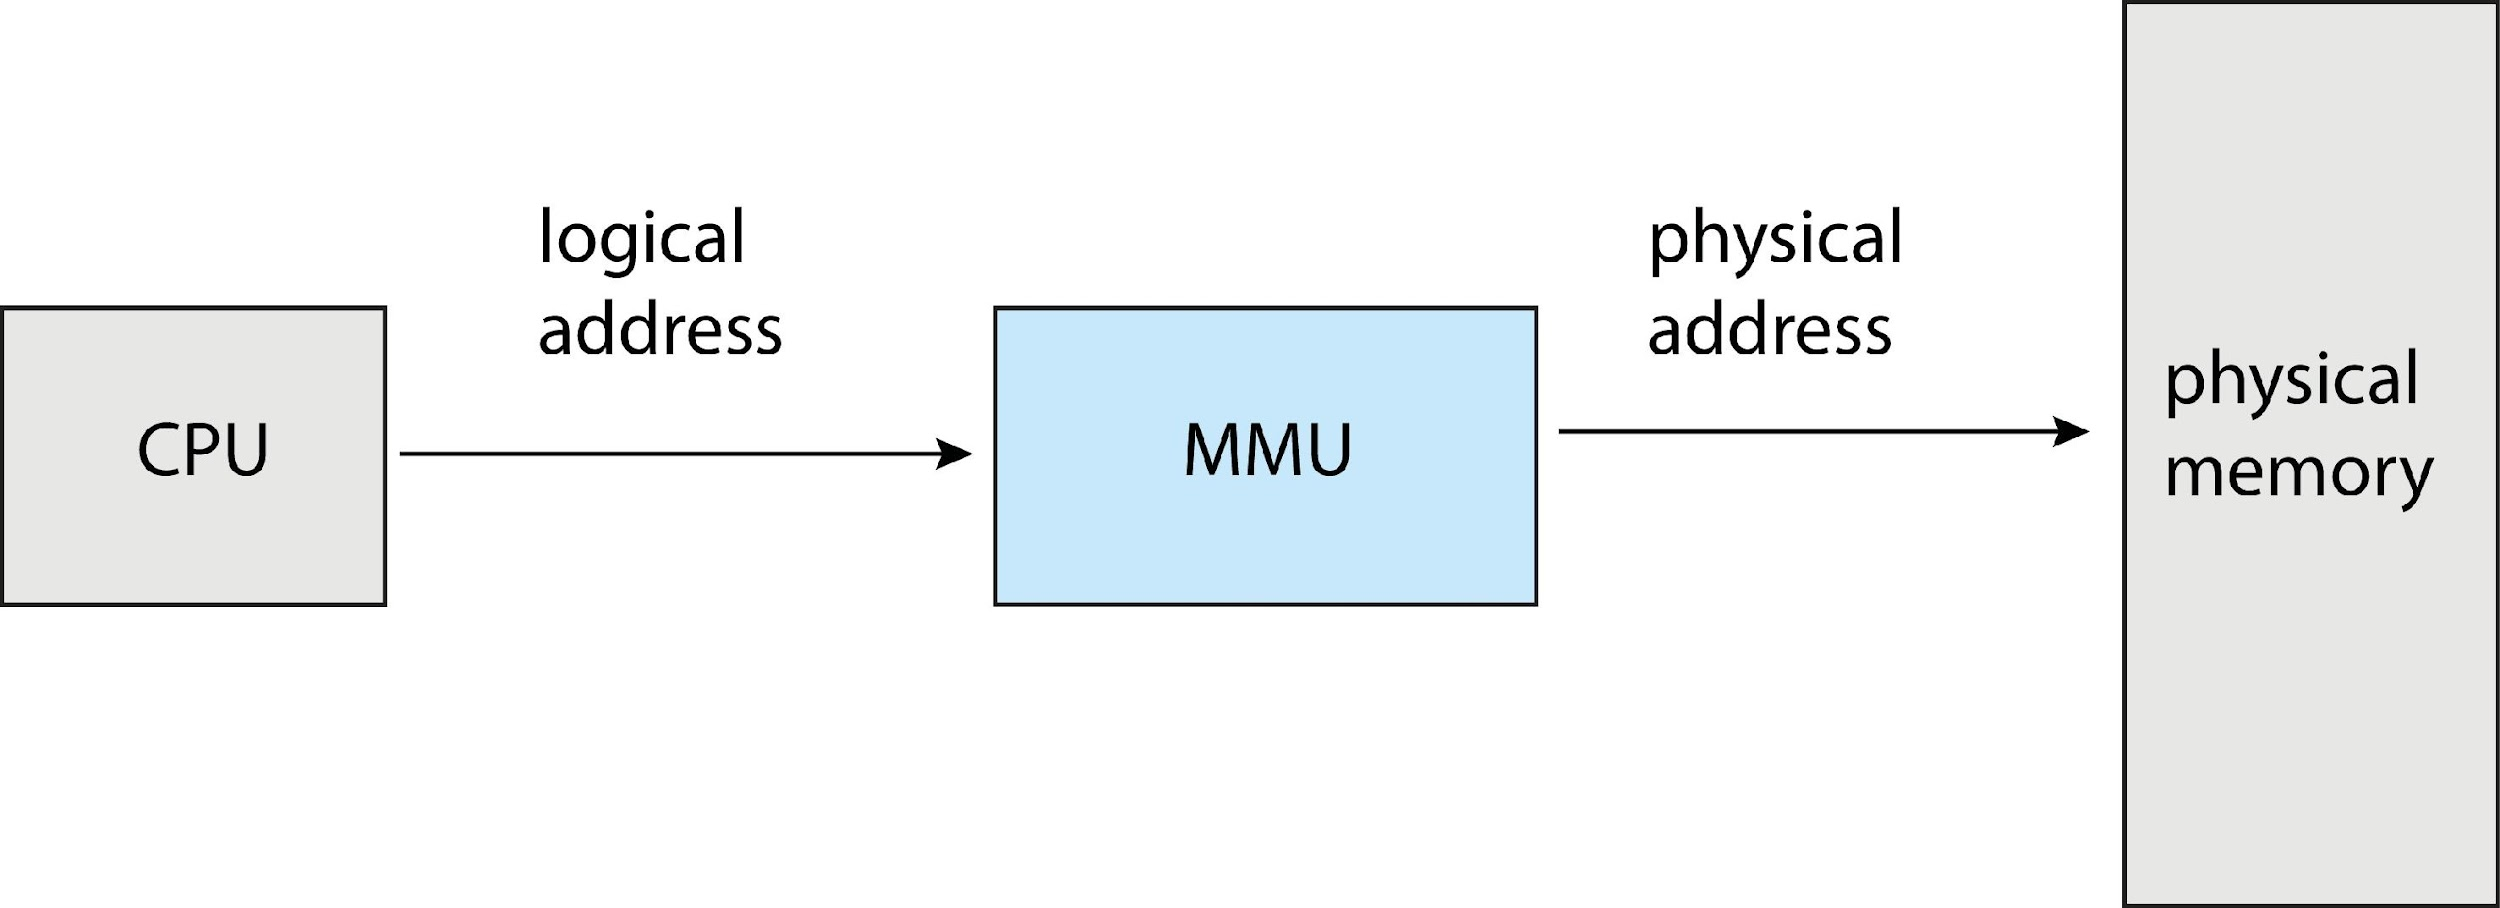 logical
address
physical
address
CPU
MMU
physical
memory